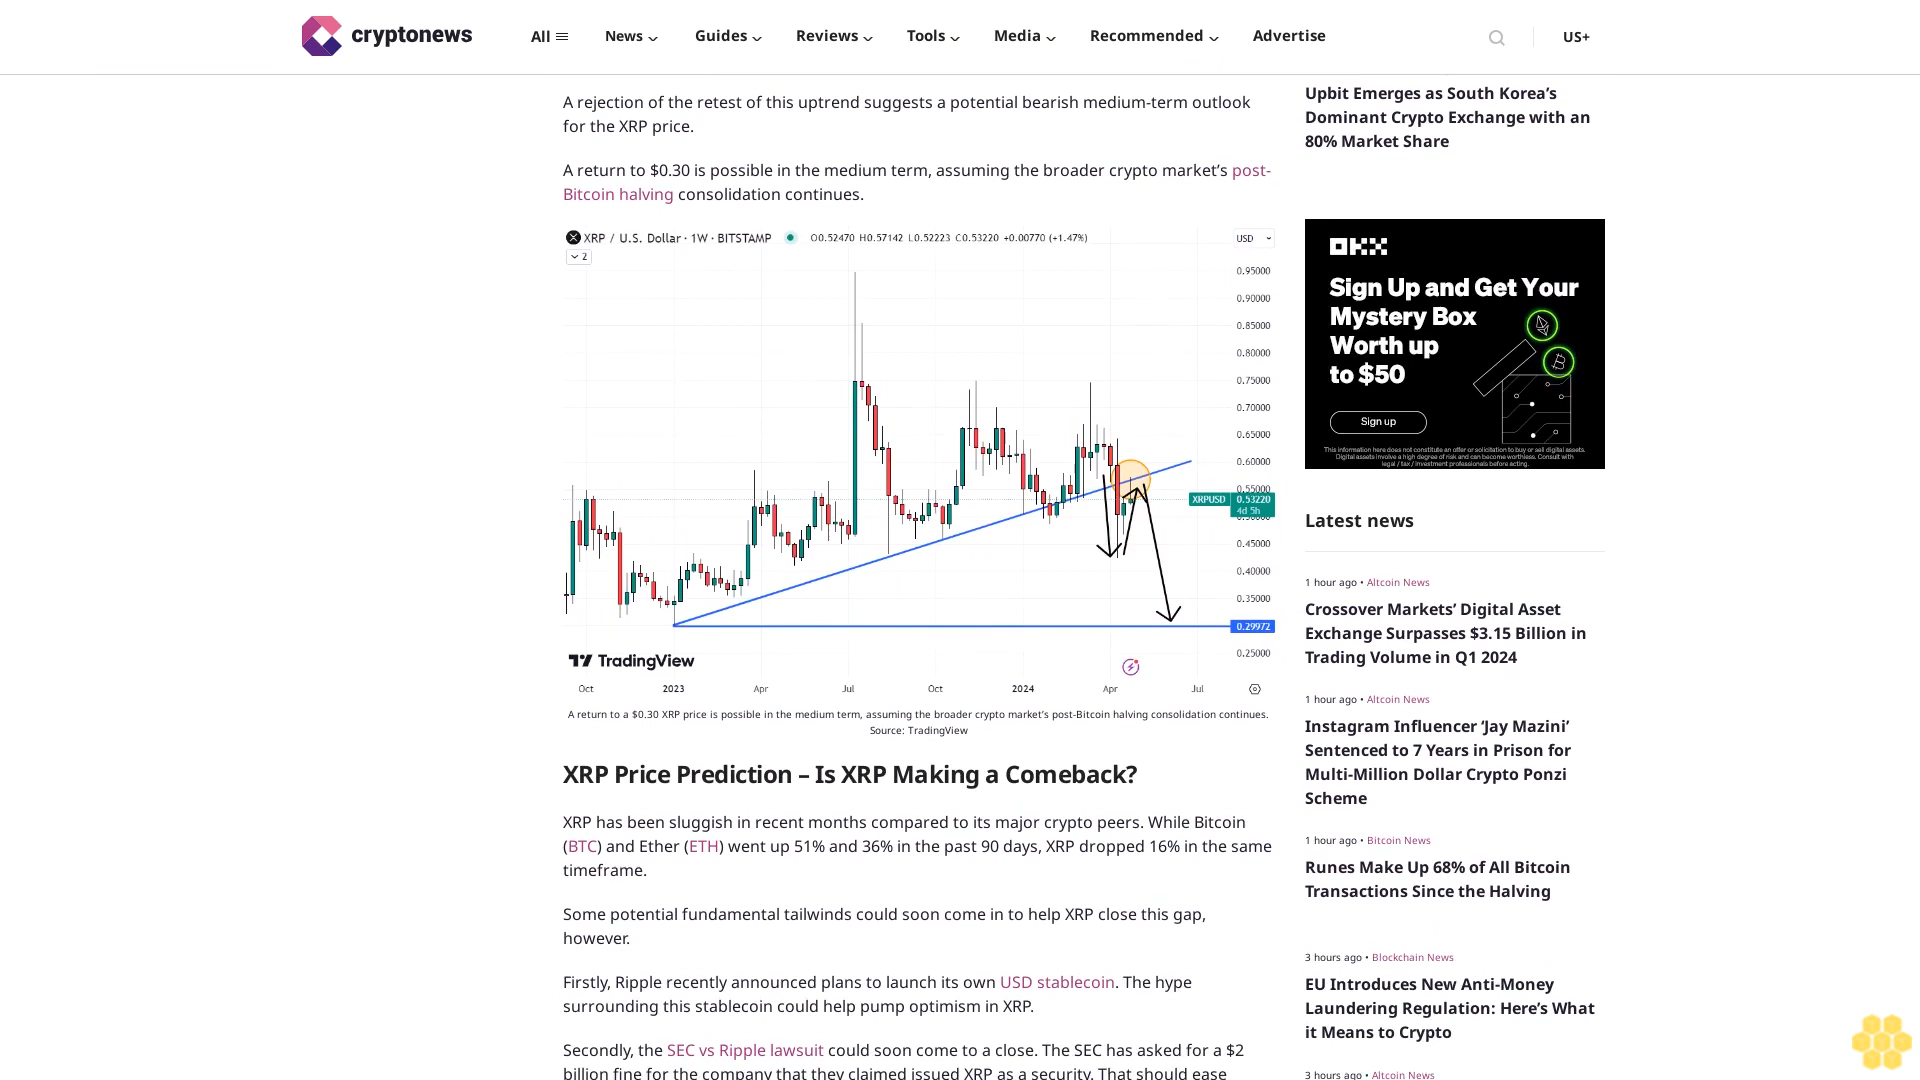 cryptonews
All
News
Guides
Reviews
Tools
Media
Recommended
Advertise
US+
A rejection of the retest of this uptrend suggests a potential bearish medium-term outlook
for the XRP price.
A return to $0.30 is possible in the medium term, assuming the broader crypto market’s post-
Bitcoin halving consolidation continues.
XRP / U.S. Dollar · 1W · BITSTAMP
O0.52470 H0.57142 L0.52223 C0.53220 +0.00770 (+1.47%)
USD
2
0.95000
0.90000
0.85000
0.80000
0.75000
0.70000
0.65000
0.60000
0.55000
XRPUSD
0.53220
4d 5h
0.50000
0.45000
0.40000
0.35000
0.29972
0.25000
TradingView
Oct
2023
Apr
Jul
Oct
2024
Apr
Jul
A return to a $0.30 XRP price is possible in the medium term, assuming the broader crypto market’s post-Bitcoin halving consolidation continues.
Source: TradingView
XRP Price Prediction – Is XRP Making a Comeback?
XRP has been sluggish in recent months compared to its major crypto peers. While Bitcoin
(BTC) and Ether (ETH) went up 51% and 36% in the past 90 days, XRP dropped 16% in the same
timeframe.
Some potential fundamental tailwinds could soon come in to help XRP close this gap,
however.
Firstly, Ripple recently announced plans to launch its own USD stablecoin. The hype
surrounding this stablecoin could help pump optimism in XRP.
Secondly, the SEC vs Ripple lawsuit could soon come to a close. The SEC has asked for a $2
billion fine for the company that they claimed issued XRP as a security. That should ease
Upbit Emerges as South Korea’s
Dominant Crypto Exchange with an
80% Market Share
OKX
Sign Up and Get Your
Mystery Box
Worth up
to $50
Sign up
This information here does not constitute an offer or solicitation to buy or sell digital assets.
Digital assets involve a high degree of risk and can become worthless. Consult with
legal / tax / investment professionals before acting.
Latest news
1 hour ago • Altcoin News
Crossover Markets’ Digital Asset
Exchange Surpasses $3.15 Billion in
Trading Volume in Q1 2024
1 hour ago • Altcoin News
Instagram Influencer ‘Jay Mazini’
Sentenced to 7 Years in Prison for
Multi-Million Dollar Crypto Ponzi
Scheme
1 hour ago • Bitcoin News
Runes Make Up 68% of All Bitcoin
Transactions Since the Halving
3 hours ago • Blockchain News
EU Introduces New Anti-Money
Laundering Regulation: Here’s What
it Means to Crypto
3 hours ago • Altcoin News